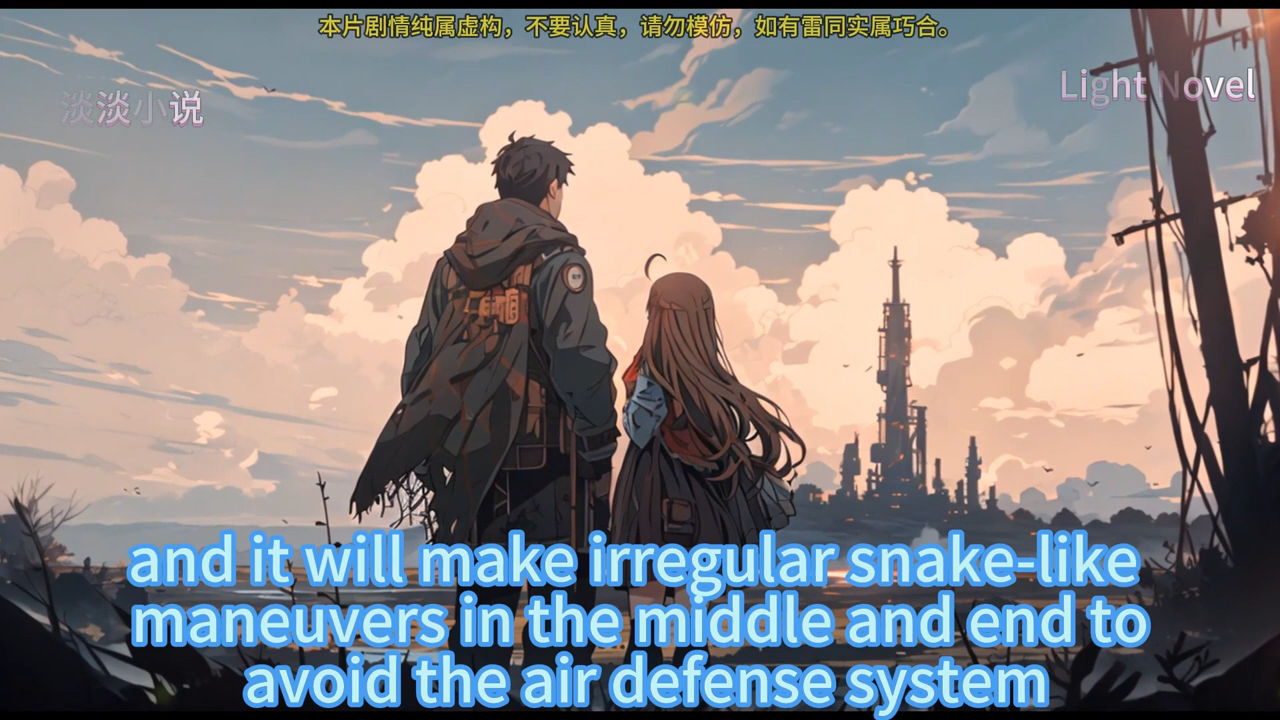 本片剧情纯属虚构，不要认真，请勿模仿，如有雷同实属巧合。
淡淡小说
Light Novel
and it will make irregular snake-like
maneuvers in the middle and end to
avoid the air defense system